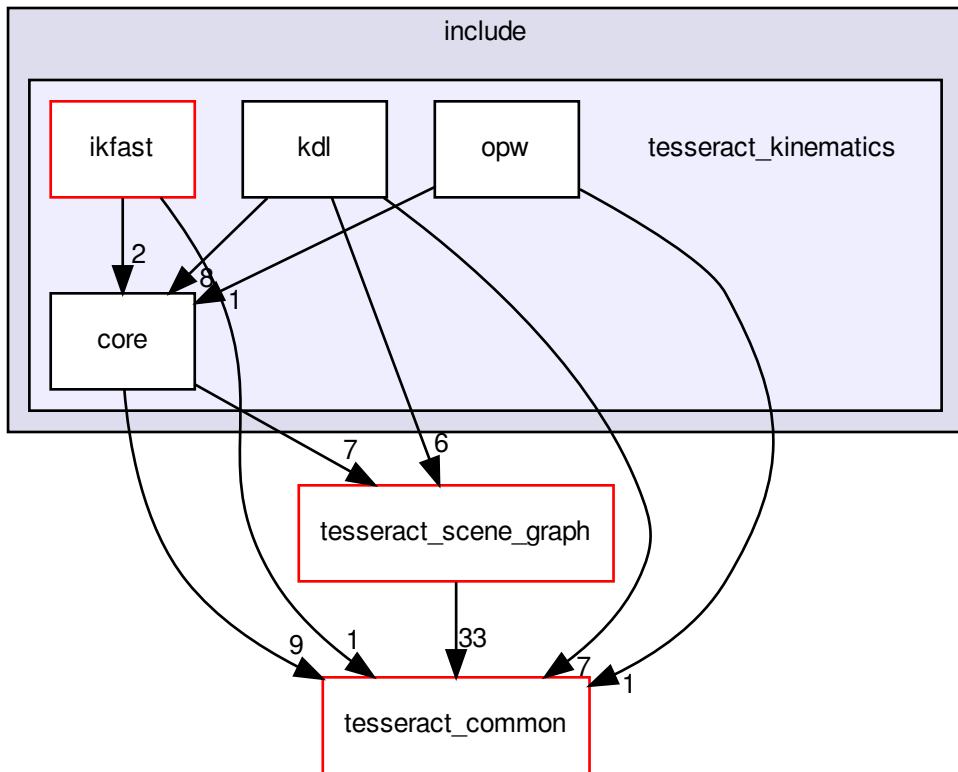 include
ikfast
kdl
opw
tesseract_kinematics
2
8
1
core
7
6
tesseract_scene_graph
9
1
33
7
1
tesseract_common